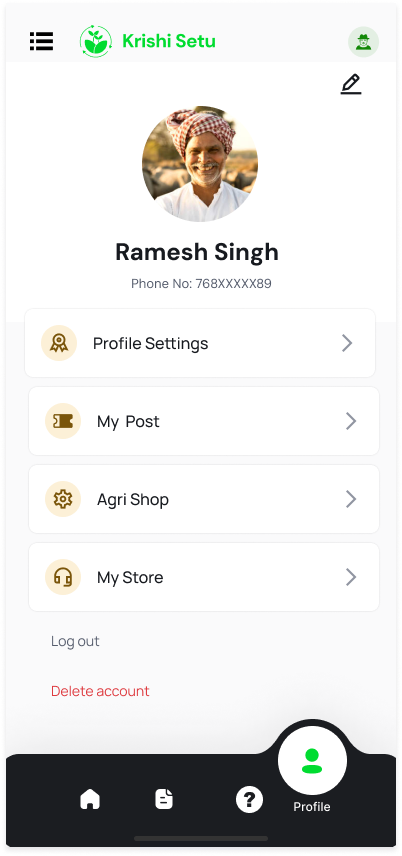 Krishi Setu
Ramesh Singh
Phone No: 768XXXXX89
Profile Settings
My Post
Agri Shop
My Store
Log out
Delete account
?
Profile